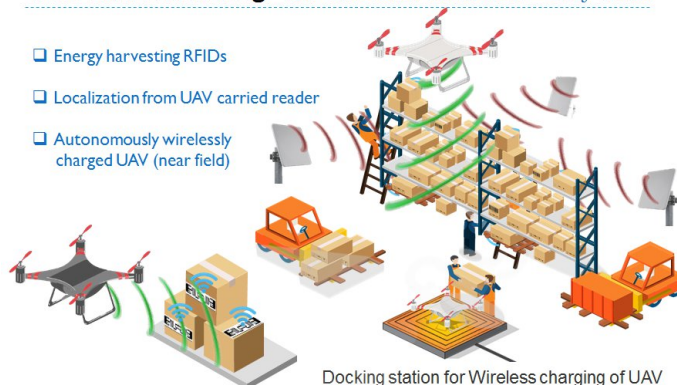 Energy harvesting RFIDs
Localization from UAV carried reader
Autonomously wirelessly
charged UAV (near field)
Docking station for Wireless charging of UAV